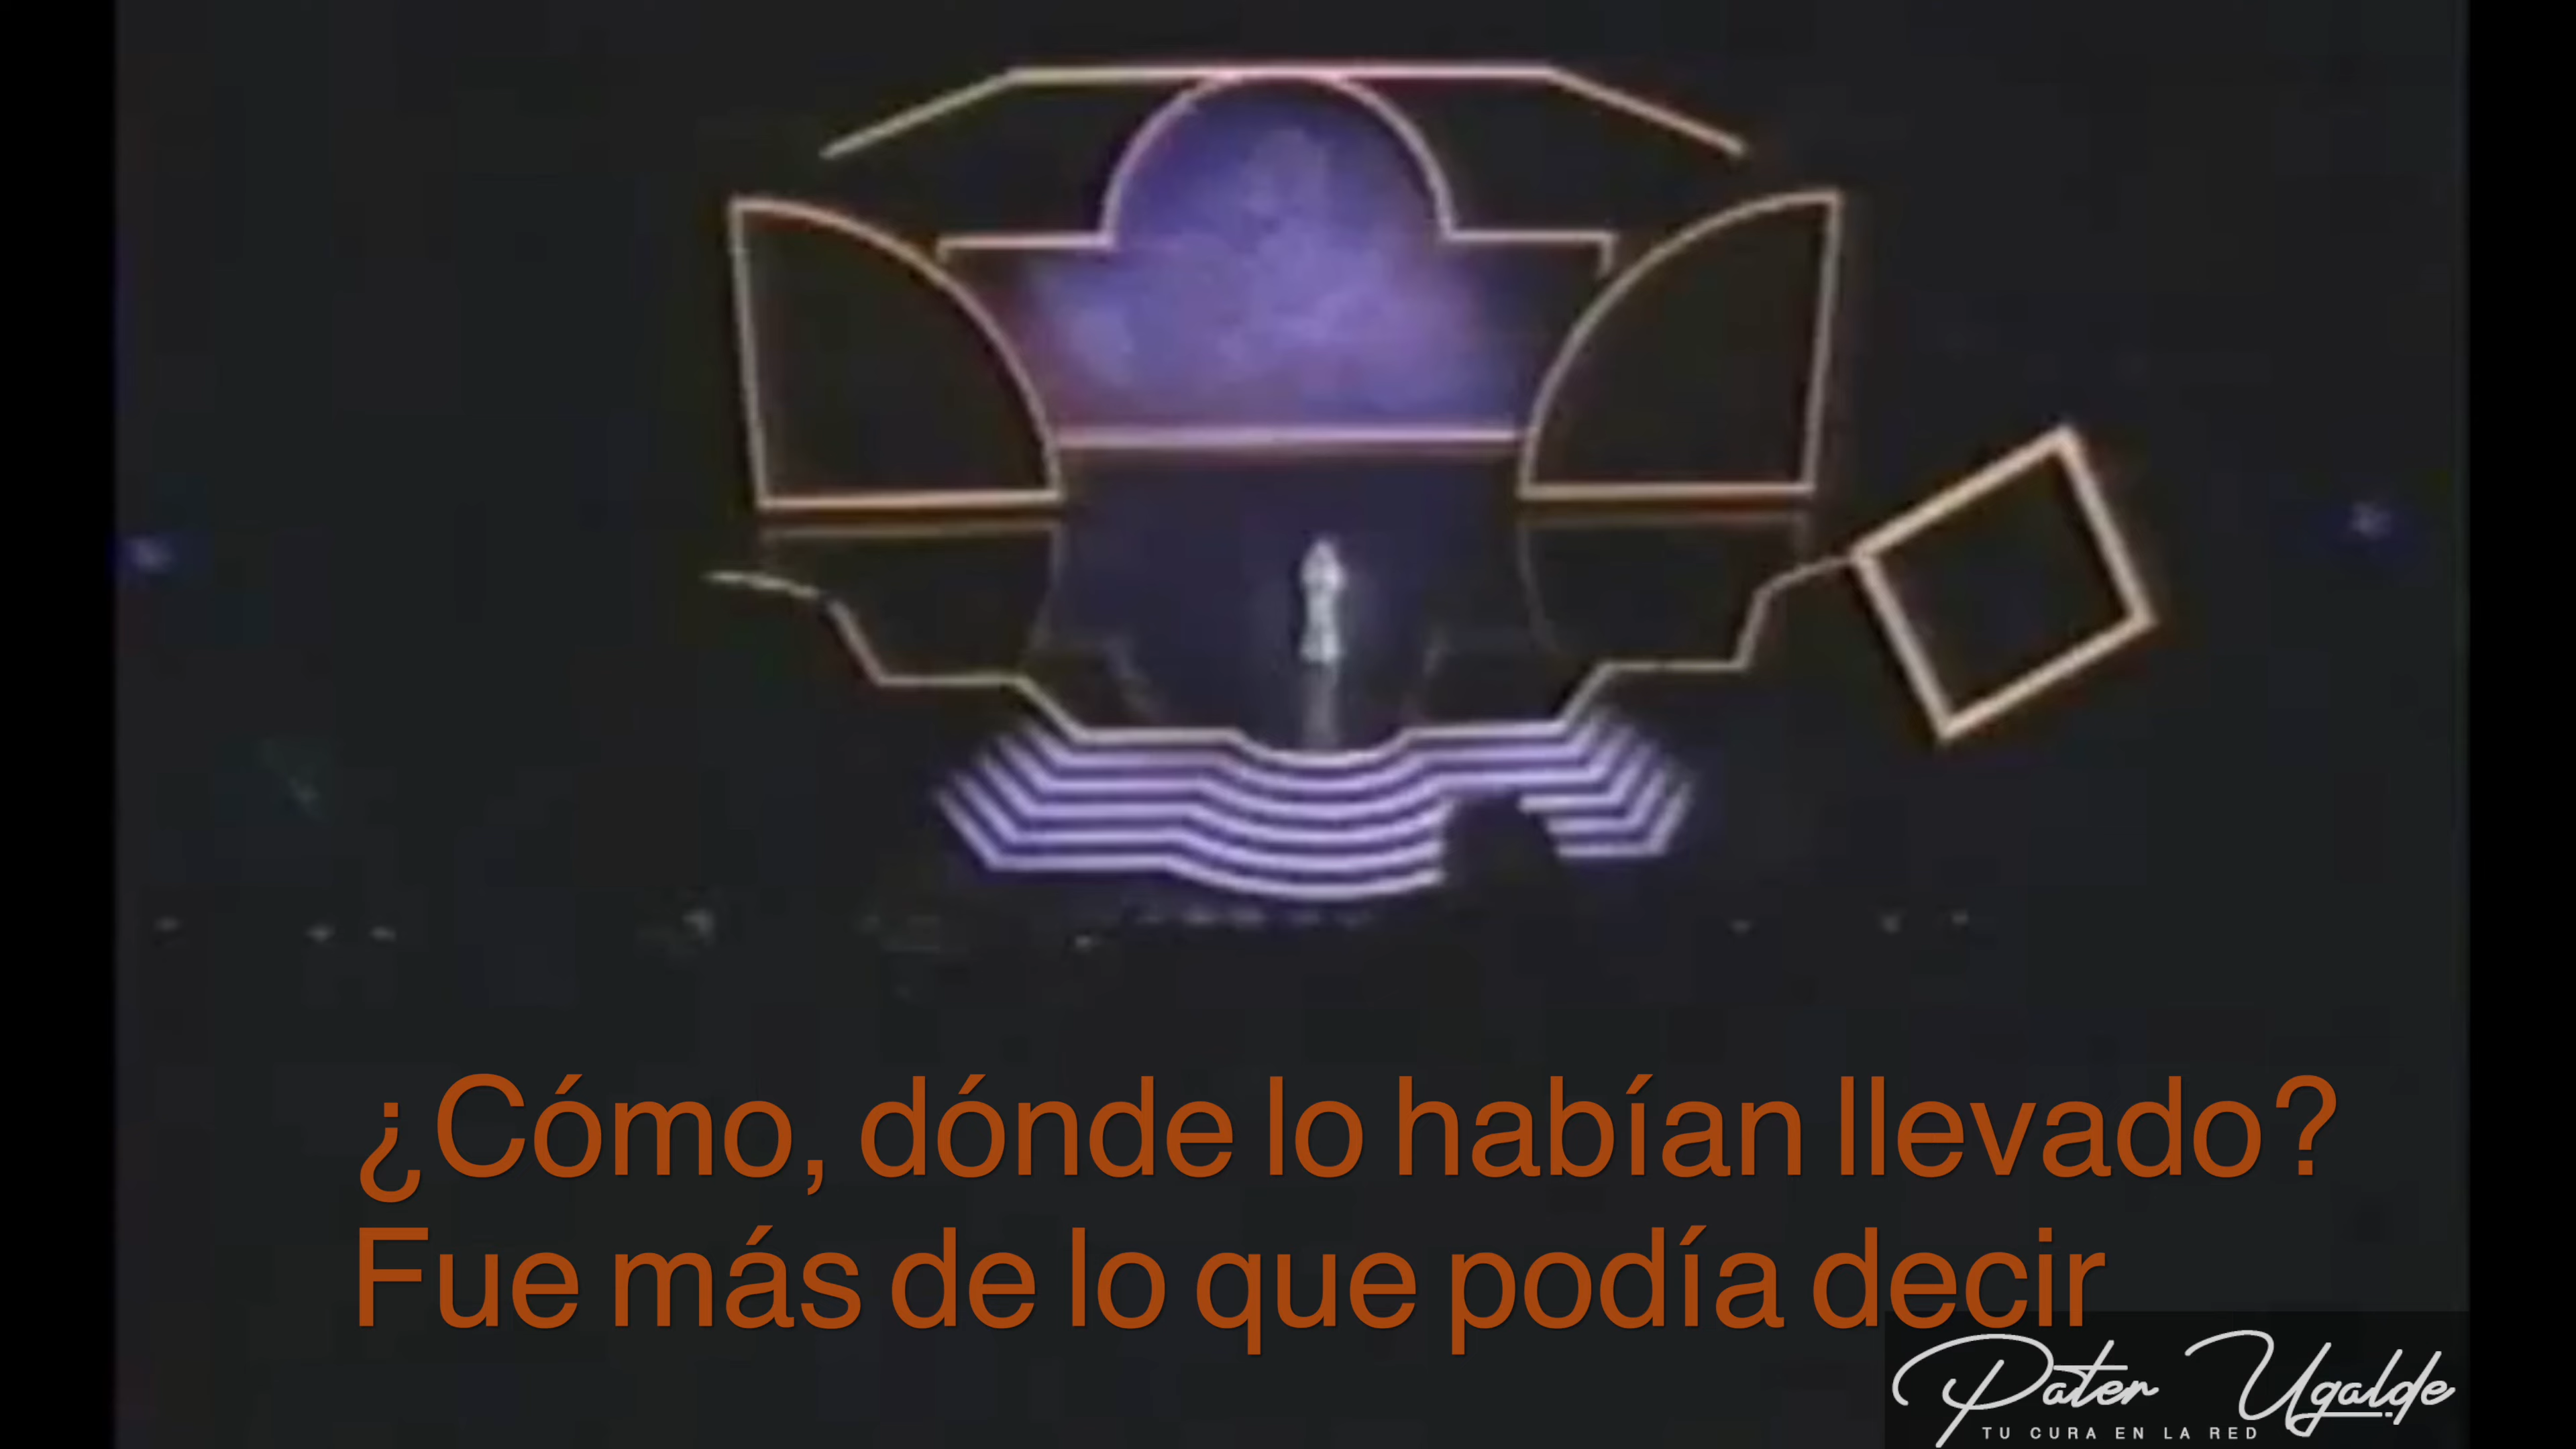 ¿Cómo, dónde lo habían llevado?
Fue más de lo que podía decir
Pater Ugalde
TU CURA EN LA RED